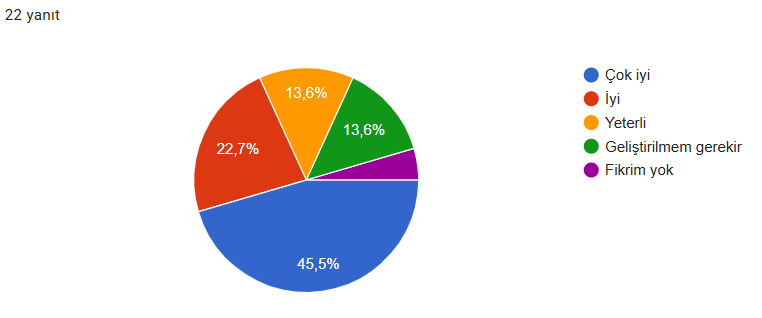 22 yanıt
13,6%
13,6%
22,7%
45,5%
Çok iyi
İyi
Yeterli
Geliştirilmem gerekir
Fikrim yok